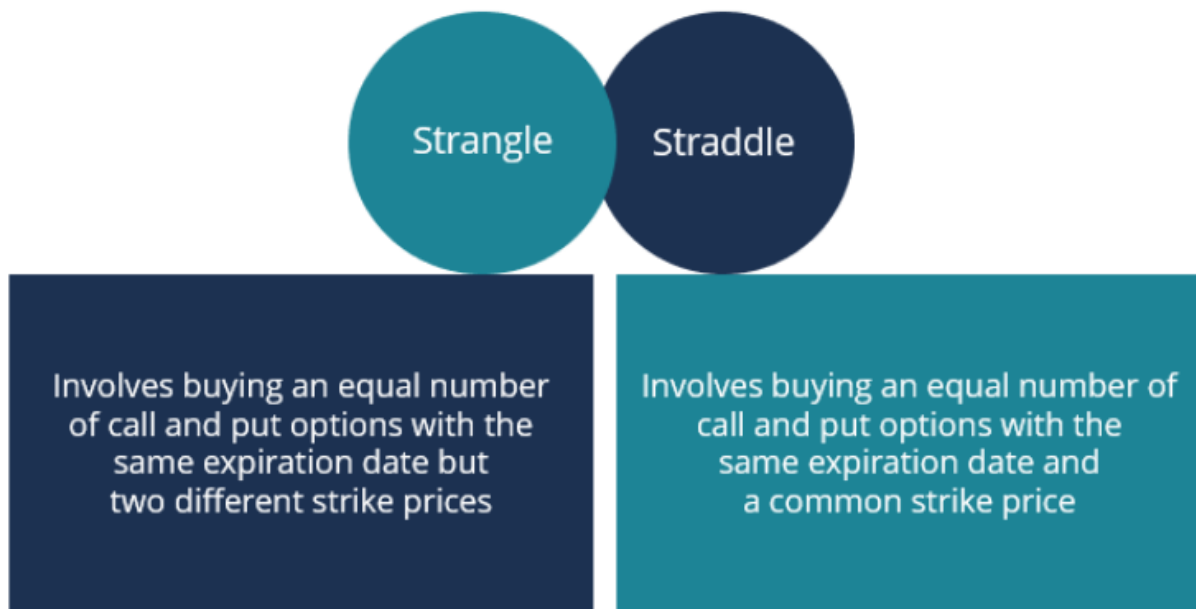 Strangle
Straddle
Involves buying an equal number
of call and put options with the
same expiration date but
two different strike prices
Involves buying an equal number of
call and put options with the
same expiration date and
a common strike price